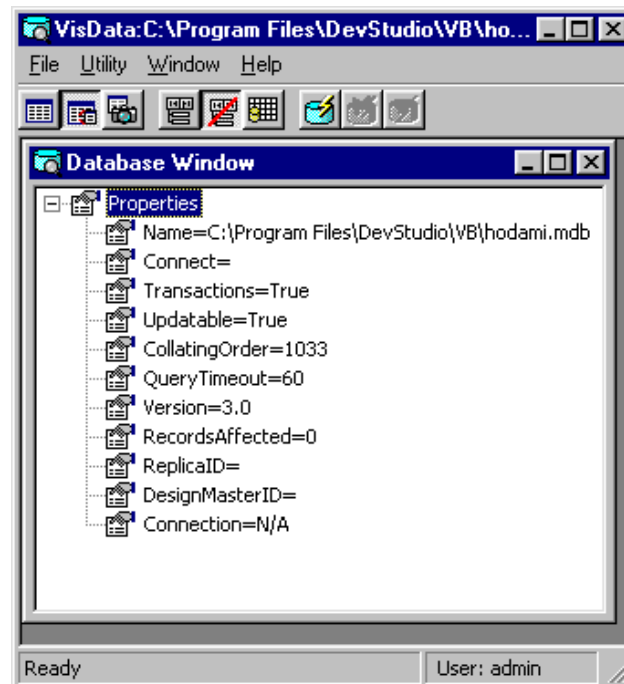 VisData:C:\Program Files\DevStudio\VB\ho...
File Utility Window Help
Database Window
Properties
Name=C:\Program Files\DevStudio\VB\hodami.mdb
Connect=
Transactions=True
Updatable=True
CollatingOrder=1033
QueryTimeout=60
Version=3.0
RecordsAffected=0
ReplicaID=
DesignMasterID=
Connection=N/A
Ready User: admin